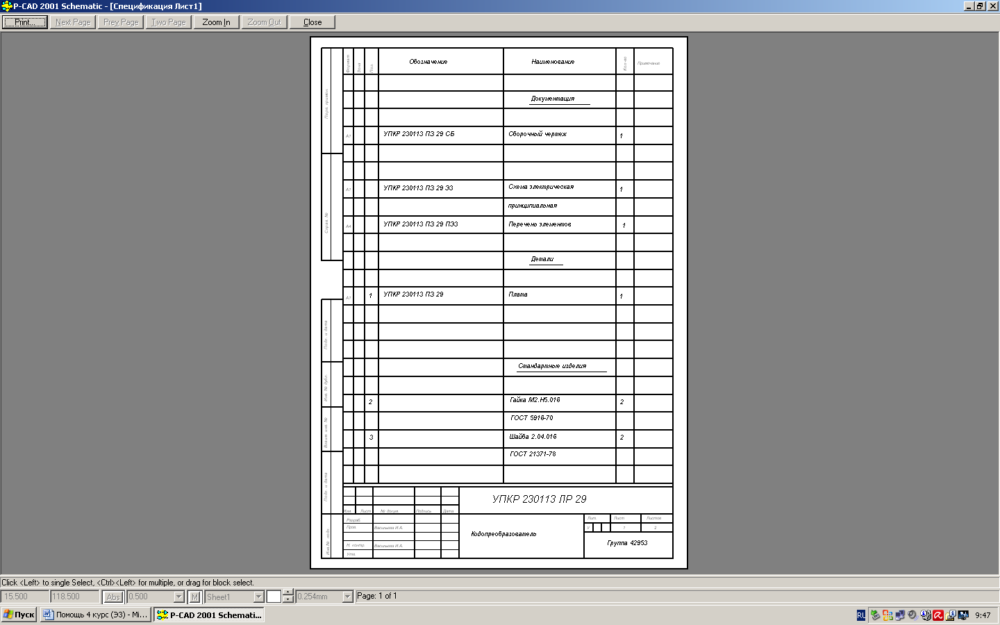 P-CAD 2001 Schematic - [Спецификация Лист1]
Print... Next Page Prev Page Two Page Zoom In Zoom Out Close
Формат Зона Поз. Обозначение Наименование Кол-во Примечание
Перв. примен.
Документация
А1 УПКР 230113 ПЗ 29 СБ Сборочный чертеж 1
А1 УПКР 230113 ПЗ 29 ЭЗ Схема электрическая 1
принципиальная
Справ. №
А4 УПКР 230113 ПЗ 29 ПЭЗ Перечень элементов 1
Детали
А1 1 УПКР 230113 ПЗ 29 Плата 1
Подп. и дата
Стандартные изделия
Инв. № дубл.
2 Гайка М2.Н5.016 2
ГОСТ 5916-70
Взаим. инв. №
3 Шайба 2.04.016 2
ГОСТ 21371-78
Подп. и дата
УПКР 230113 ЛР 29
Изм. Лист № докум. Подпись Дата
Инв.№ подл.
Разраб.
Пров. Васильева И.А.
Н. контр. Васильева И.А.
Утв.
Кодопреобразователь
Лит. Лист Листов
У 1 2
Группа 42953
Click <Left> to single Select, <Ctrl><Left> for multiple, or drag for block select.
15.500 118.500 Abs 0.500 M Sheet1 0.254mm Page: 1 of 1
Пуск Помощь 4 курс (ЭЗ) - Mi... P-CAD 2001 Schemati... RL 9:47